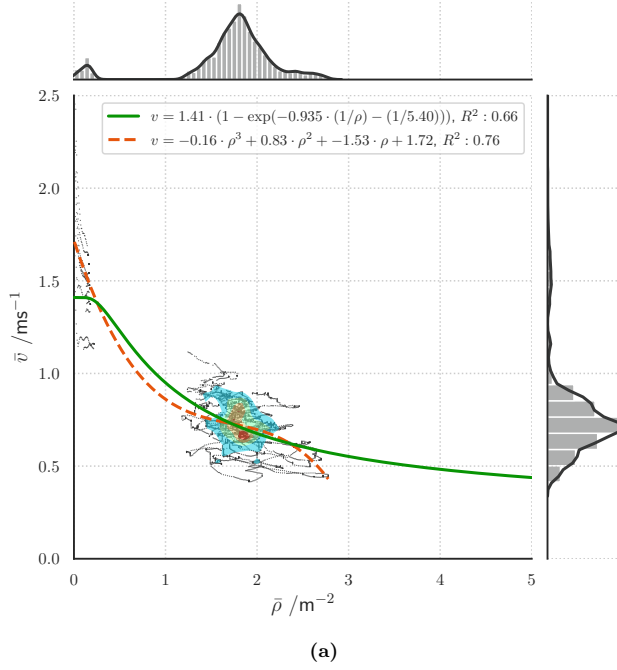 2.5
v = 1.41 · (1 − exp(−0.935 · (1/ρ) − (1/5.40))), R² : 0.66
v = −0.16 · ρ³ + 0.83 · ρ² + −1.53 · ρ + 1.72, R² : 0.76
2.0
1.5
v̄ /ms⁻¹
1.0
0.5
0.0
0 1 2 3 4 5
ρ̄ /m⁻²
(a)